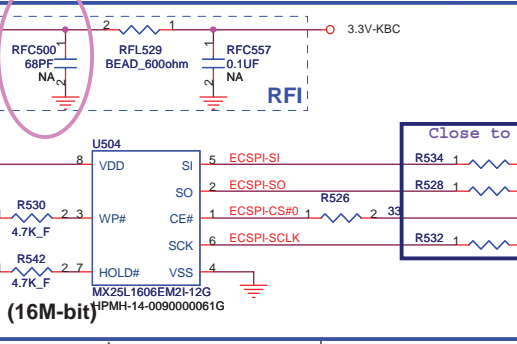 2 1
3.3V-KBC
RFC500 RFL529 RFC557
68PF BEAD_600ohm 0.1UF
NA NA
1 2 1 2
RFI
U504
Close to
8 VDD SI 5 ECSPI-SI R534 1
SO 2 ECSPI-SO R528 1
R530 R526
2 3 WP# CE# 1 ECSPI-CS#0 1 2 33
4.7K_F
SCK 6 ECSPI-SCLK R532 1
R542
2 7 HOLD# VSS 4
4.7K_F
MX25L1606EM2I-12G
(16M-bit) HPMH-14-0090000061G